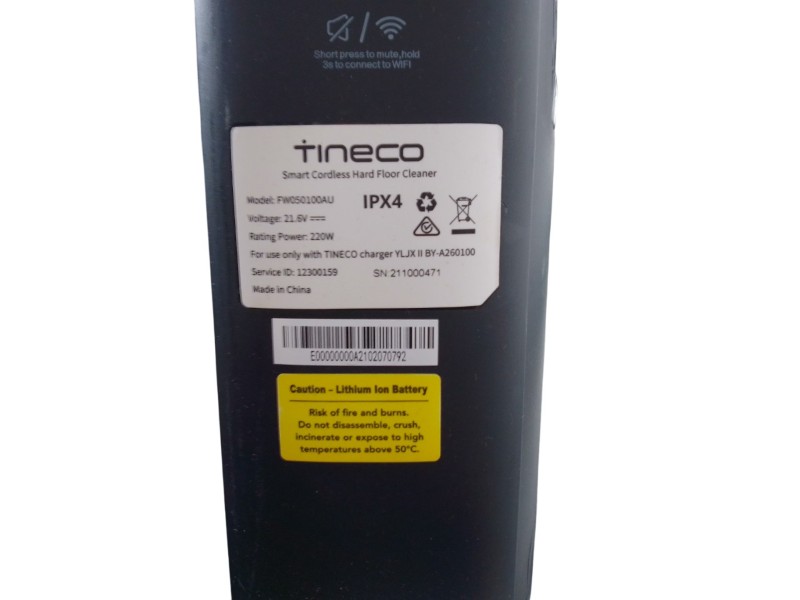 Short press to mute,hold
3s to connect to WIFI
TINECO
Smart Cordless Hard Floor Cleaner
Model: FW050100AU
IPX4
Voltage: 21.6V
Rating Power: 220W
For use only with TINECO charger YLJX II BY-A260100
Service ID: 12300159
SN:211000471
Made in China
E00000000A2102070792
Caution – Lithium Ion Battery
Risk of fire and burns.
Do not disassemble, crush,
incinerate or expose to high
temperatures above 50°C.